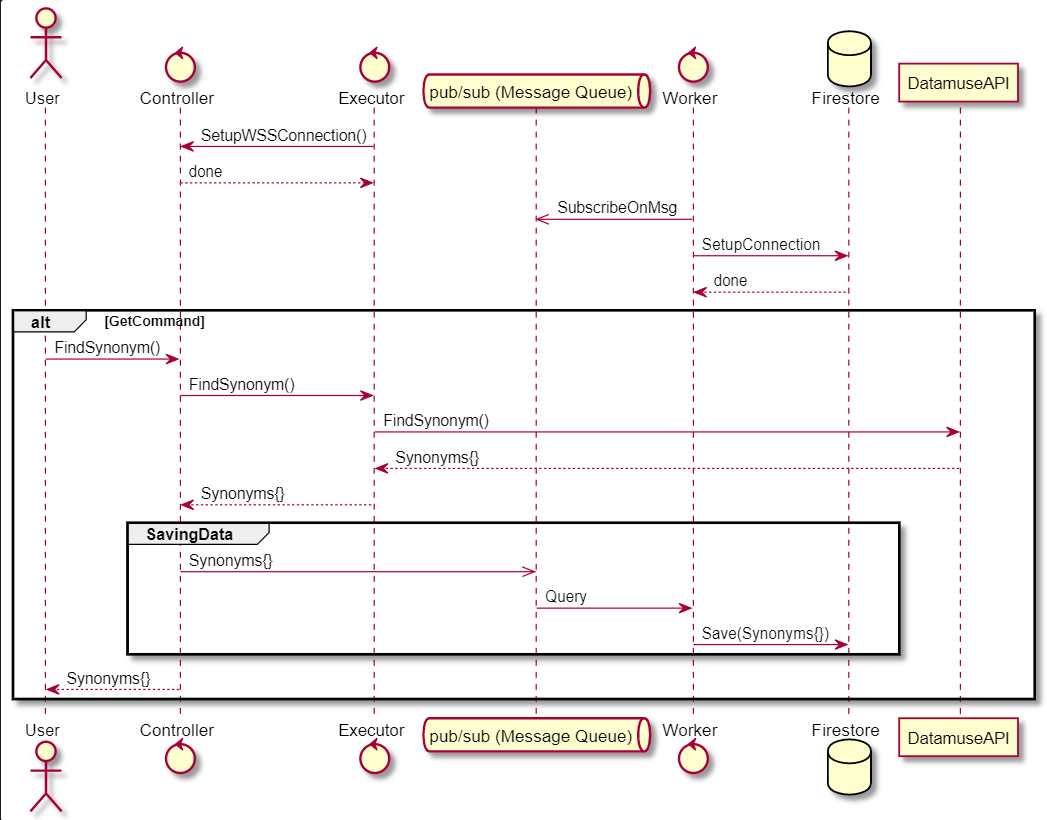 User
Controller
Executor
pub/sub (Message Queue)
Worker
Firestore
DatamuseAPI
SetupWSSConnection()
done
SubscribeOnMsg
SetupConnection
done
alt
[GetCommand]
FindSynonym()
FindSynonym()
FindSynonym()
Synonyms{}
Synonyms{}
SavingData
Synonyms{}
Query
Save(Synonyms{})
Synonyms{}
User
Controller
Executor
pub/sub (Message Queue)
Worker
Firestore
DatamuseAPI